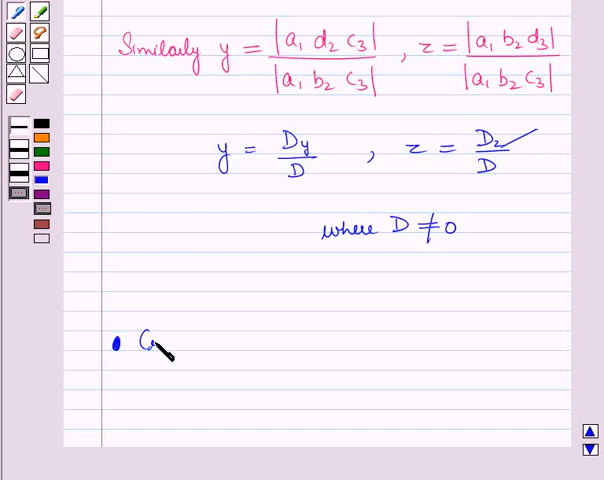 Similarly y = |a₁ d₂ c₃| / |a₁ b₂ c₃| , z = |a₁ b₂ d₃| / |a₁ b₂ c₃|
y = Dy / D , z = Dz / D
where D ≠ 0